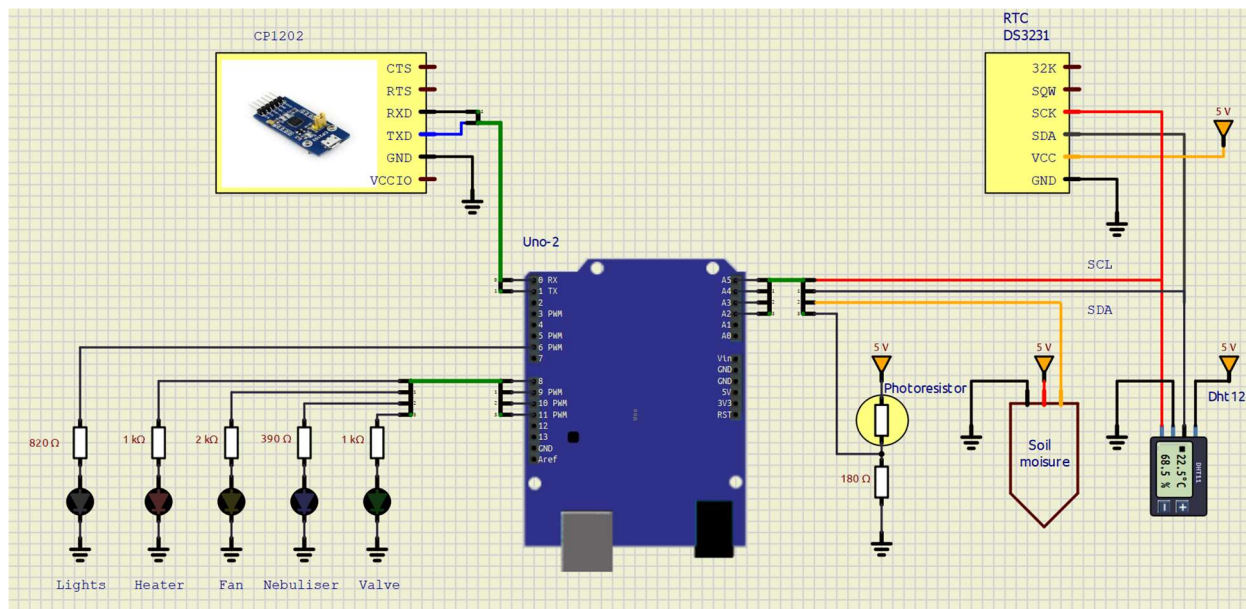 CP1202
CTS
RTS
RXD
TXD
GND
VCCIO
RTC
DS3231
32K
SQW
SCK
SDA
VCC
GND
5 V
Uno-2
0 RX
1 TX
2
3 PWM
4
5 PWM
6 PWM
7
8
9 PWM
10 PWM
11 PWM
12
13
GND
Aref
A5
A4
A3
A2
A1
A0
Vin
GND
GND
5V
3V3
RST
SCL
SDA
5 V
Photoresistor
180 Ω
5 V
Soil
moisure
5 V
Dht 12
DHT11
22.5°C
68.5 %
820 Ω
1 kΩ
2 kΩ
390 Ω
1 kΩ
Lights
Heater
Fan
Nebuliser
Valve